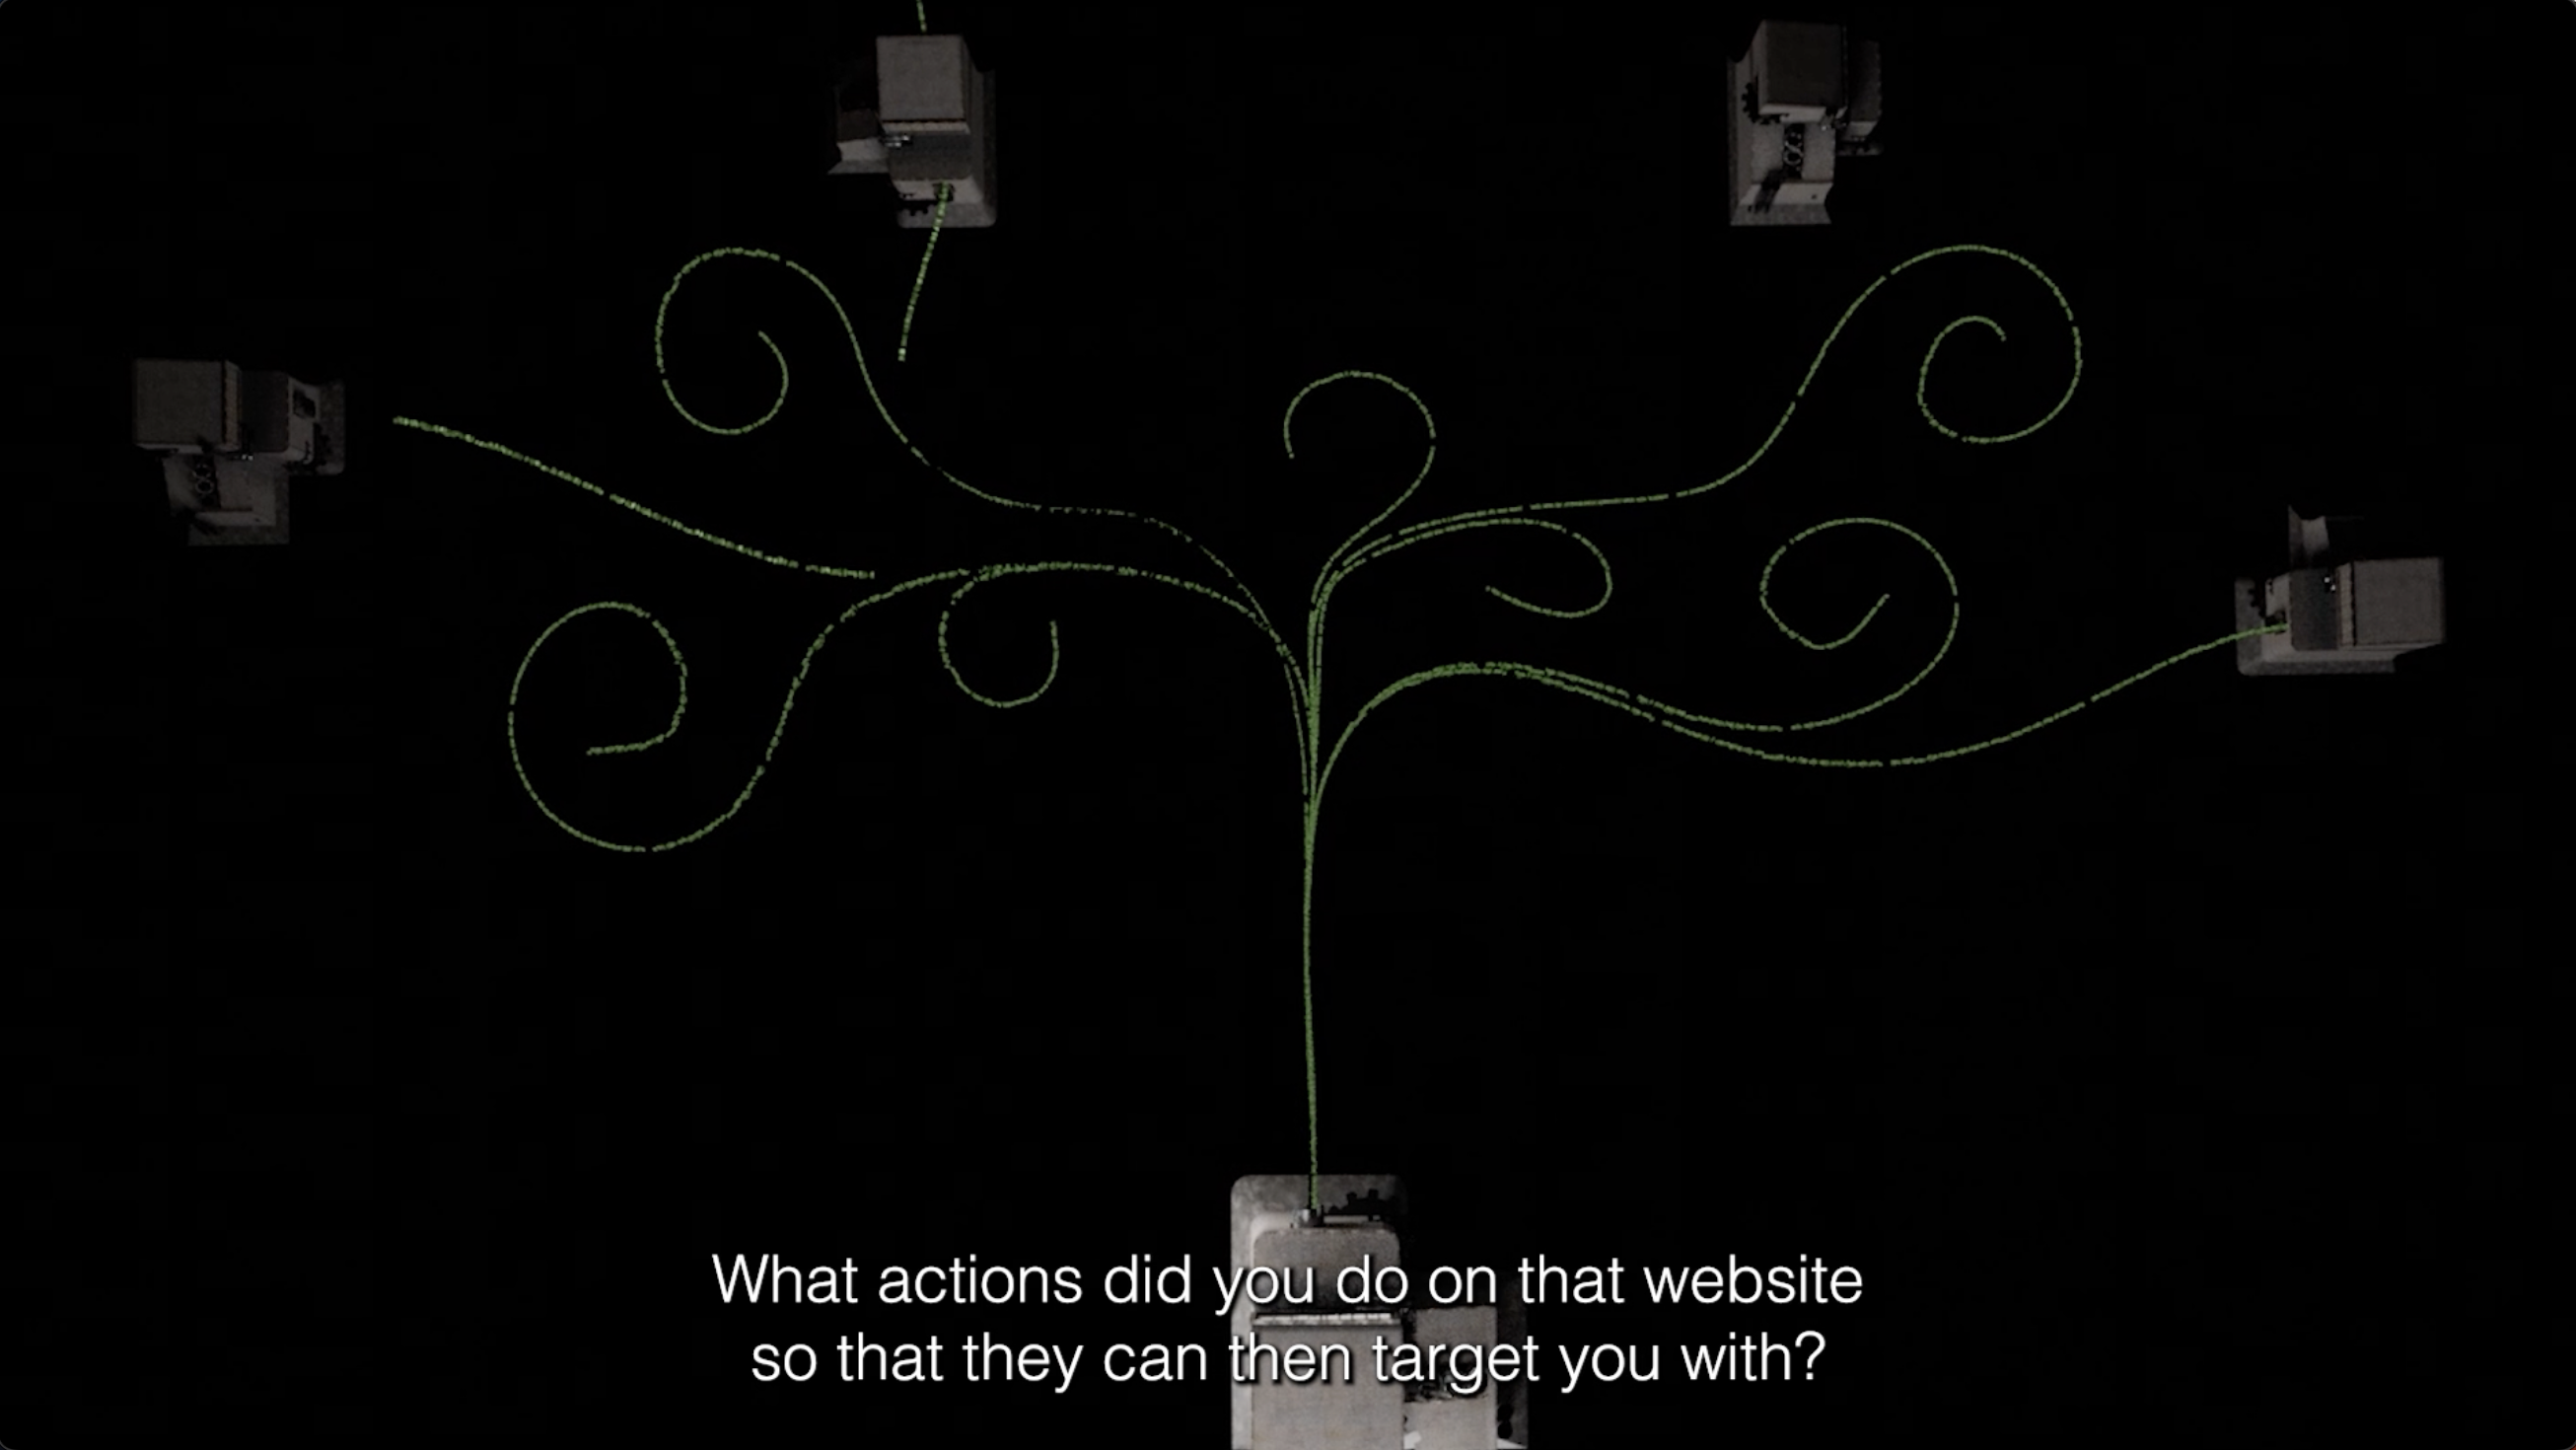 What actions did you do on that website
so that they can then target you with?